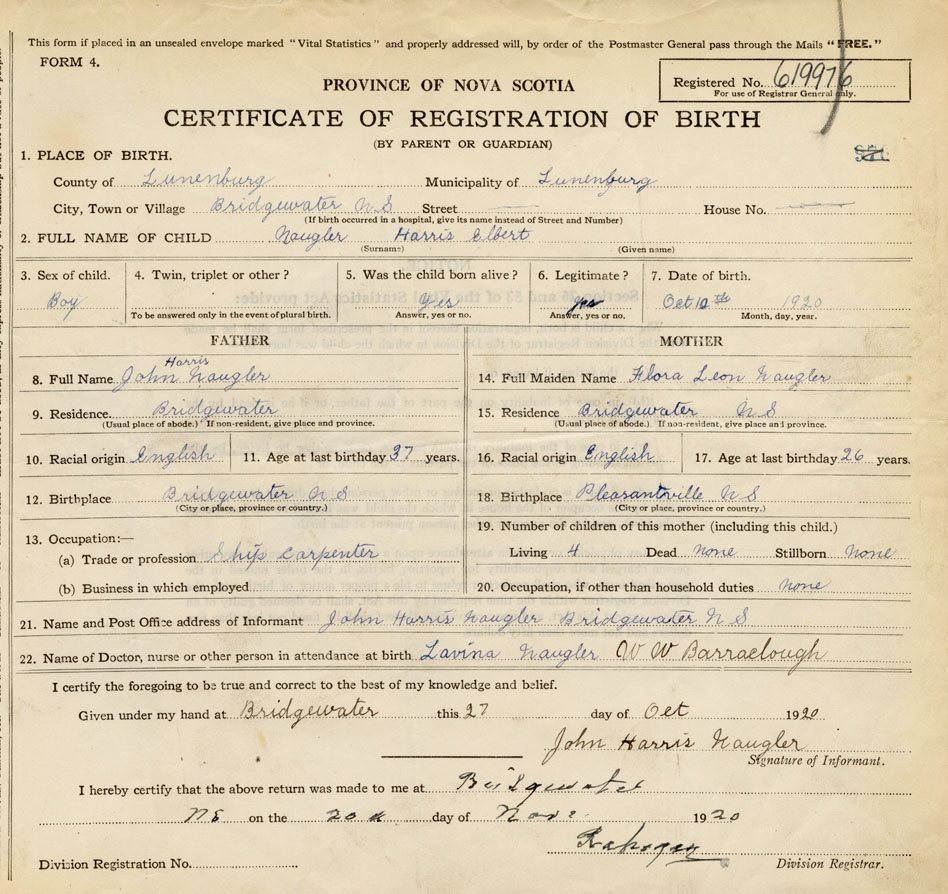 This form if placed in an unsealed envelope marked "Vital Statistics" and properly addressed will, by order of the Postmaster General pass through the Mails "FREE."
FORM 4.
Registered No. 619976
For use of Registrar General only.
PROVINCE OF NOVA SCOTIA
CERTIFICATE OF REGISTRATION OF BIRTH
(BY PARENT OR GUARDIAN)
1. PLACE OF BIRTH.
County of Lunenburg Municipality of Lunenburg
City, Town or Village Bridgewater N.S Street — House No. —
(If birth occurred in a hospital, give its name instead of Street and Number)
2. FULL NAME OF CHILD Naugler Harris Elbert
(Surname) (Given name)
3. Sex of child. 4. Twin, triplet or other? 5. Was the child born alive? 6. Legitimate? 7. Date of birth.
Boy Yes yes Oct 10th 1920
To be answered only in the event of plural birth. Answer, yes or no. Answer, yes or no. Month, day, year.
FATHER MOTHER
8. Full Name John Harris Naugler 14. Full Maiden Name Flora Leon Naugler
9. Residence. Bridgewater 15. Residence Bridgewater N.S
(Usual place of abode.) If non-resident, give place and province. (Usual place of abode.) If non-resident, give place and province.
10. Racial origin English 11. Age at last birthday 37 years. 16. Racial origin English 17. Age at last birthday 26 years.
12. Birthplace Bridgewater N S 18. Birthplace Pleasantville N S
(City or place, province or country.) (City or place, province or country.)
19. Number of children of this mother (including this child.)
13. Occupation:—
(a) Trade or profession Ship Carpenter Living 4 Dead none Stillborn None
(b) Business in which employed 20. Occupation, if other than household duties none
21. Name and Post Office address of Informant John Harris Naugler Bridgewater N S
22. Name of Doctor, nurse or other person in attendance at birth Lavina Naugler W W Barraclough
I certify the foregoing to be true and correct to the best of my knowledge and belief.
Given under my hand at Bridgewater this 27 day of Oct 1920
John Harris Naugler
Signature of Informant.
I hereby certify that the above return was made to me at Bridgewater
NS on the day of Nov 1920
Division Registration No. Division Registrar.